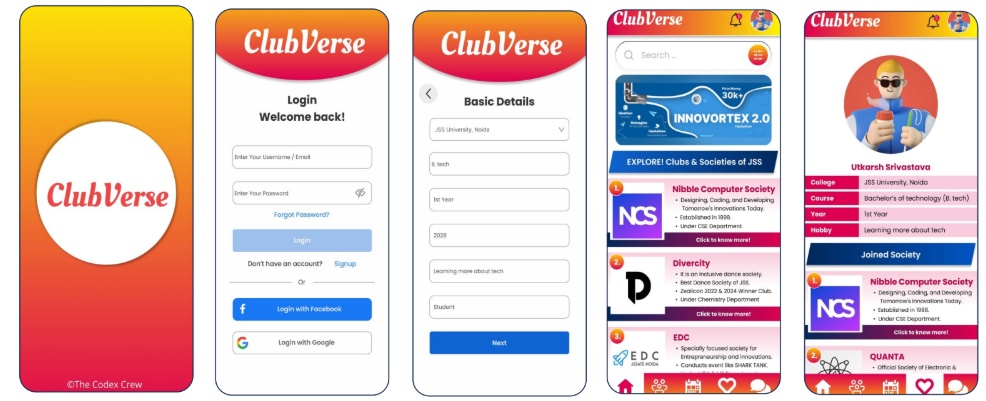 ClubVerse
©The Codex Crew
ClubVerse
Login
Welcome back!
Enter Your Username / Email
Enter Your Password
Forgot Password?
Login
Don't have an account? Signup
Or
Login with Facebook
Login with Google
ClubVerse
Basic Details
JSS University, Noida
B. tech
1st Year
2028
Learning more about tech
Student
Next
ClubVerse
Search ...
30k+
INNOVORTEX 2.0
Hackathon
EXPLORE! Clubs & Societies of JSS
1.
NCS
Nibble Computer Society
• Designing, Coding, and Developing
Tomorrow's Innovations Today.
• Established in 1998.
• Under CSE Department.
Click to know more!
2.
Divercity
• It is an inclusive dance society.
• Best Dance Society of JSS.
• Zealicon 2022 & 2024 Winner Club.
• Under Chemistry Department
Click to know more!
3.
EDC
JSSATE NOIDA
EDC
• Specially focused society for
Entrepreneurship and innovations.
• Conducts event like SHARK TANK.
ClubVerse
Utkarsh Srivastava
College JSS University, Noida
Course Bachelor's of technology (B. tech)
Year 1st Year
Hobby Learning more about tech
Joined Society
1.
NCS
Nibble Computer Society
• Designing, Coding, and Developing
Tomorrow's Innovations Today.
• Established in 1998.
• Under CSE Department.
Click to know more!
2.
QUANTA
• Official Society of Electronic &